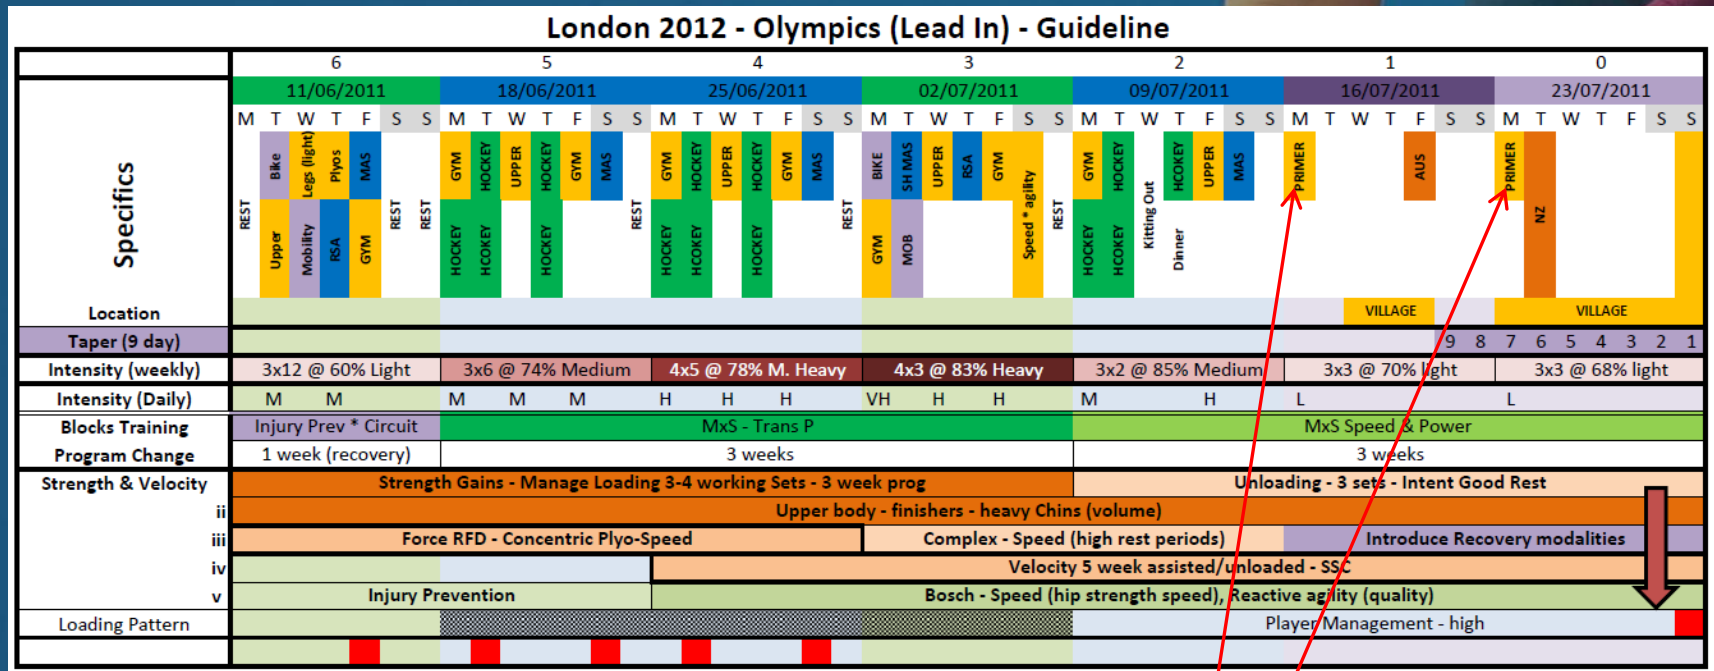 London 2012 - Olympics (Lead In) - Guideline
6 5 4 3 2 1 0
11/06/2011 18/06/2011 25/06/2011 02/07/2011 09/07/2011 16/07/2011 23/07/2011
M T W T F S S M T W T F S S M T W T F S S M T W T F S S M T W T F S S M T W T F S S M T W T F S S
Specifics
REST
Bike
Upper
Legs (light)
Mobility
Plyos
RSA
MAS
GYM
REST
REST
GYM
HOCKEY
HOCKEY
HCOKEY
UPPER
HOCKEY
HOCKEY
GYM
MAS
REST
GYM
HOCKEY
HOCKEY
HCOKEY
UPPER
HOCKEY
HOCKEY
GYM
MAS
REST
BIKE
GYM
SH MAS
MOB
UPPER
RSA
GYM
Speed * agility
REST
GYM
HOCKEY
HOCKEY
HCOKEY
Kitting Out
HCOKEY
Dinner
UPPER
MAS
PRIMER
AUS
PRIMER
NZ
Location VILLAGE VILLAGE
Taper (9 day) 9 8 7 6 5 4 3 2 1
Intensity (weekly) 3x12 @ 60% Light 3x6 @ 74% Medium 4x5 @ 78% M. Heavy 4x3 @ 83% Heavy 3x2 @ 85% Medium 3x3 @ 70% light 3x3 @ 68% light
Intensity (Daily) M M M M M H H H VH H H M H L L
Blocks Training Injury Prev * Circuit MxS - Trans P MxS Speed & Power
Program Change 1 week (recovery) 3 weeks 3 weeks
Strength & Velocity Strength Gains - Manage Loading 3-4 working Sets - 3 week prog Unloading - 3 sets - Intent Good Rest
ii Upper body - finishers - heavy Chins (volume)
iii Force RFD - Concentric Plyo-Speed Complex - Speed (high rest periods) Introduce Recovery modalities
iv Velocity 5 week assisted/unloaded - SSC
v Injury Prevention Bosch - Speed (hip strength speed), Reactive agility (quality)
Loading Pattern Player Management - high